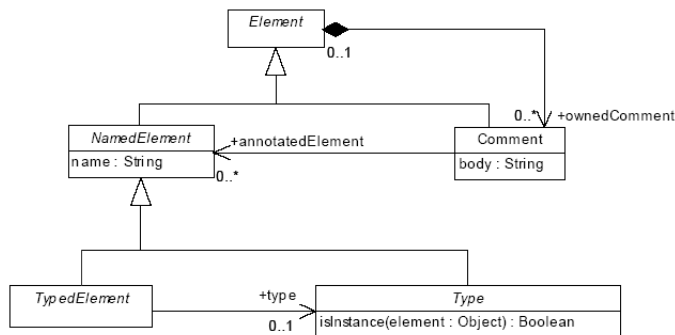 Element
0..1
0..* +ownedComment
NamedElement
name : String
+annotatedElement
0..*
Comment
body : String
TypedElement
+type
0..1
Type
isInstance(element : Object) : Boolean